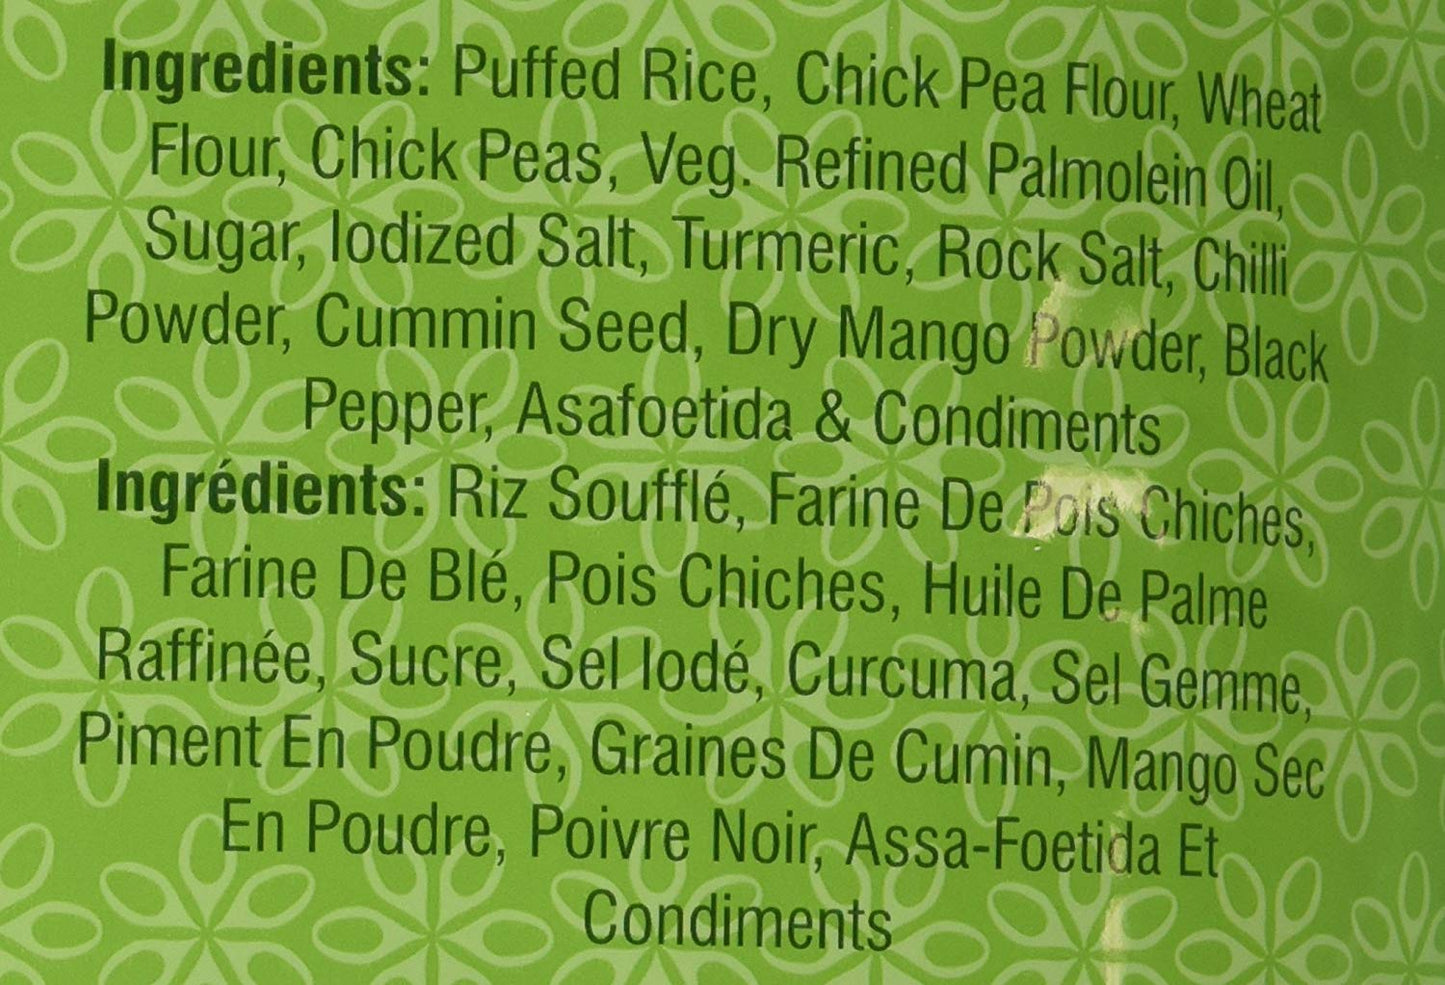 Ingredients: Puffed Rice, Chick Pea Flour, Wheat
Flour, Chick Peas, Veg. Refined Palmolein Oil,
Sugar, Iodized Salt, Turmeric, Rock Salt, Chilli
Powder, Cummin Seed, Dry Mango Powder, Black
Pepper, Asafoetida & Condiments
Ingrédients: Riz Soufflé, Farine De Pois Chiches,
Farine De Blé, Pois Chiches, Huile De Palme
Raffinée, Sucre, Sel Iodé, Curcuma, Sel Gemme,
Piment En Poudre, Graines De Cumin, Mango Sec
En Poudre, Poivre Noir, Assa-Foetida Et
Condiments